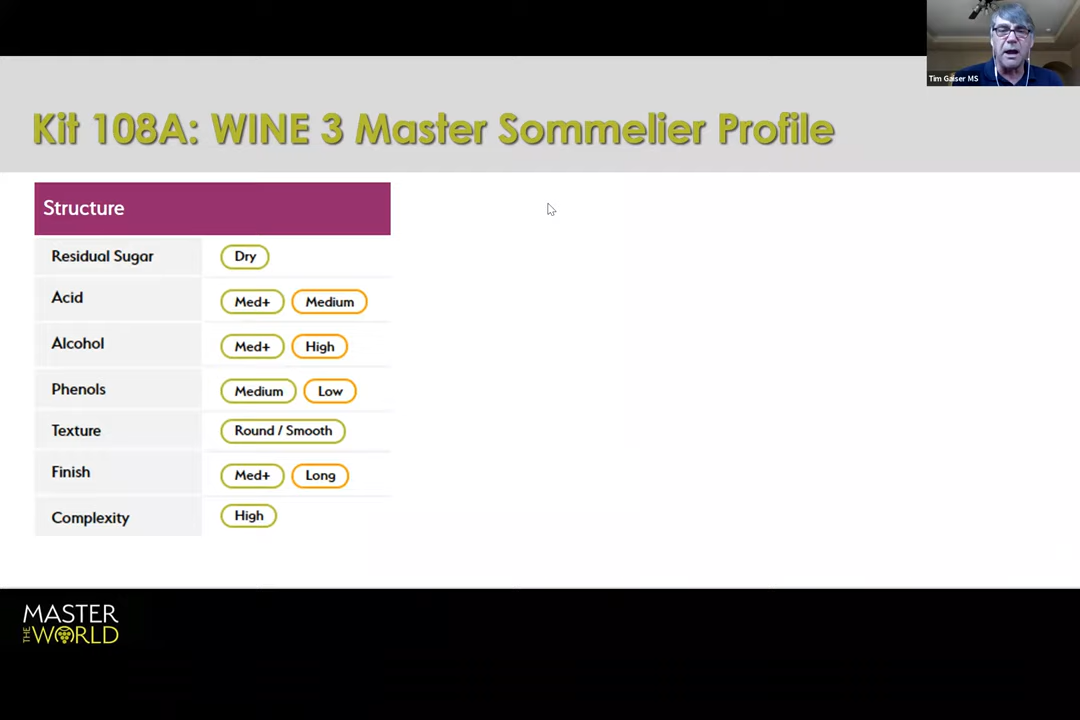 Tim Gaiser MS
Kit 108A: WINE 3 Master Sommelier Profile
Structure
Residual Sugar Dry
Acid Med+ Medium
Alcohol Med+ High
Phenols Medium Low
Texture Round / Smooth
Finish Med+ Long
Complexity High
MASTER
THE WORLD